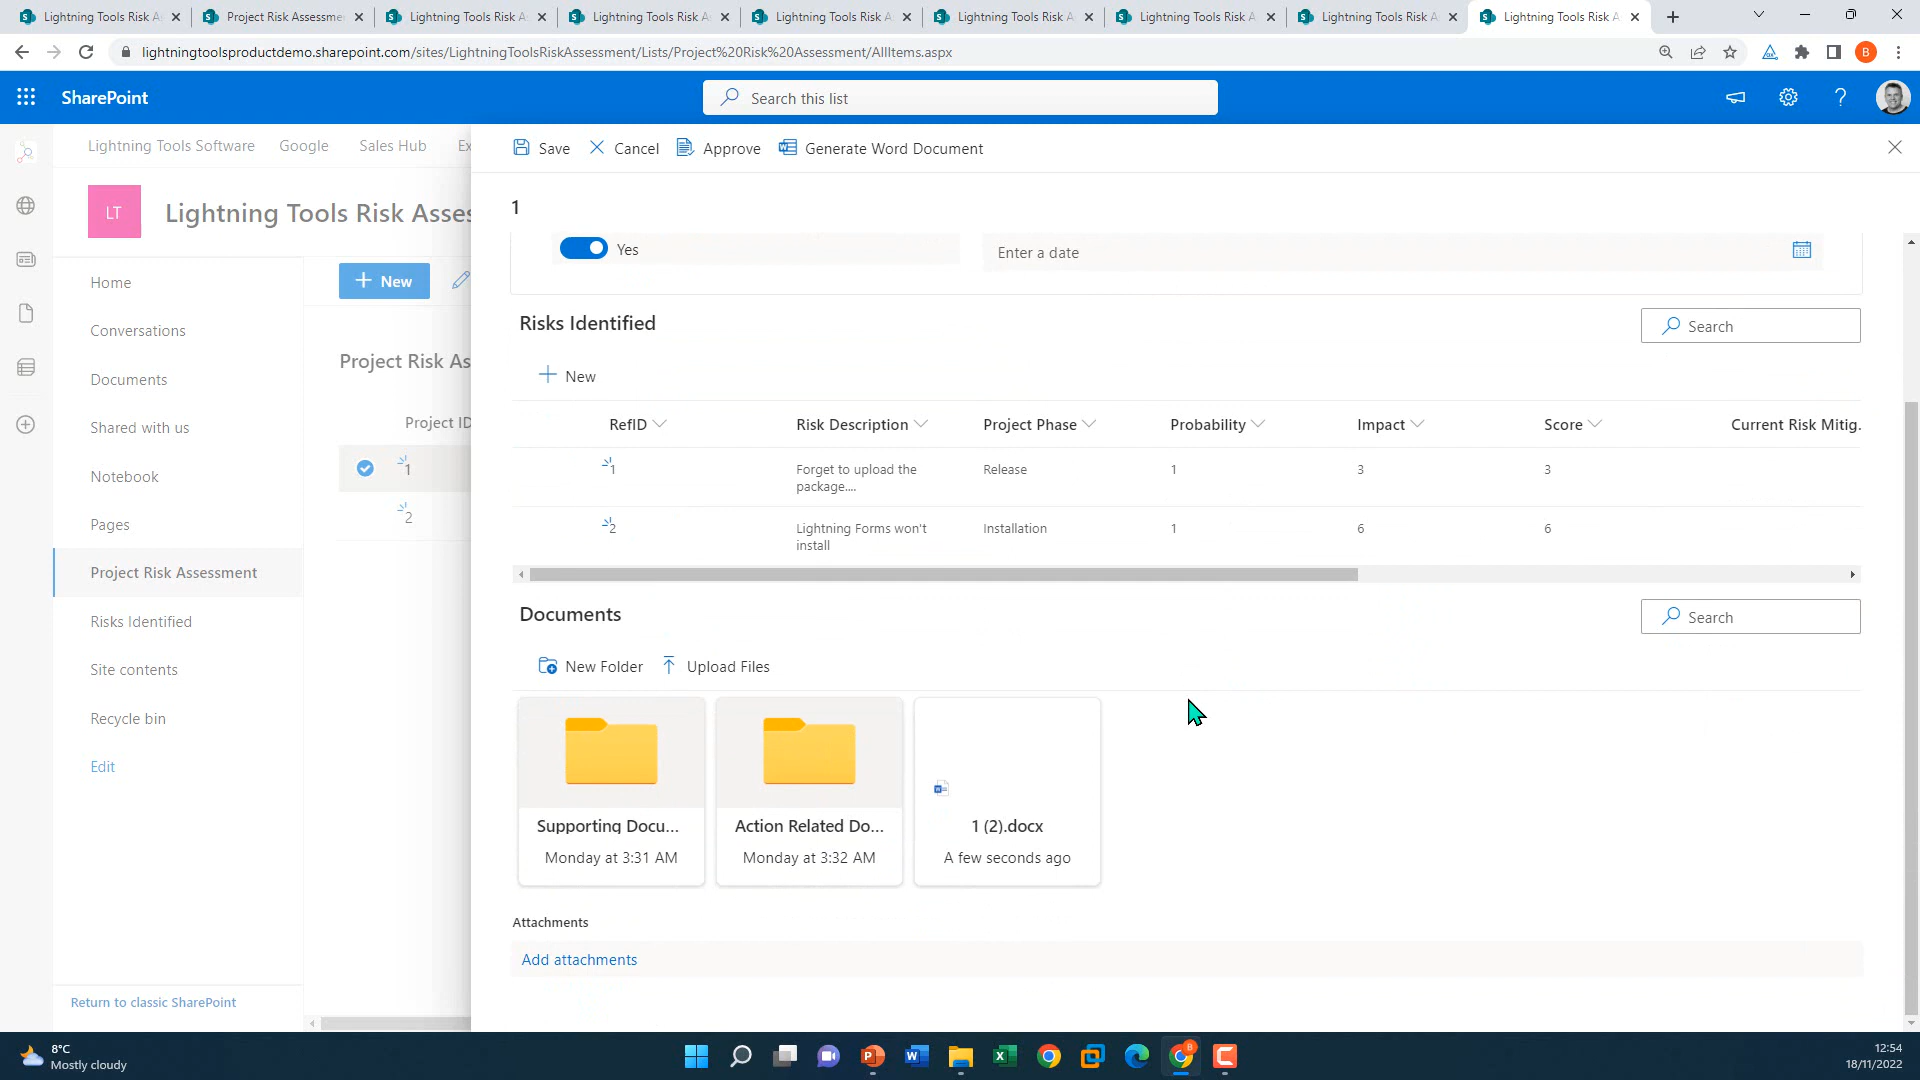 Lightning Tools Risk A
Project Risk Assessme
Lightning Tools Risk A
Lightning Tools Risk A
Lightning Tools Risk A
Lightning Tools Risk A
Lightning Tools Risk A
Lightning Tools Risk A
Lightning Tools Risk A
lightningtoolsproductdemo.sharepoint.com/sites/LightningToolsRiskAssessment/Lists/Project%20Risk%20Assessment/AllItems.aspx
B
SharePoint
Search this list
Lightning Tools Software
Google
Sales Hub
Ex
Save
Cancel
Approve
Generate Word Document
LT
Lightning Tools Risk Asses
1
Yes
Enter a date
Home
Conversations
Documents
Shared with us
Notebook
Pages
Project Risk Assessment
Risks Identified
Site contents
Recycle bin
Edit
Return to classic SharePoint
New
Project Risk As
Project ID
1
2
Risks Identified
Search
New
RefID
Risk Description
Project Phase
Probability
Impact
Score
Current Risk Mitig.
1
Forget to upload the
package....
Release
1
3
3
2
Lightning Forms won't
install
Installation
1
6
6
Documents
Search
New Folder
Upload Files
Supporting Docu...
Monday at 3:31 AM
Action Related Do...
Monday at 3:32 AM
1 (2).docx
A few seconds ago
Attachments
Add attachments
8°C
Mostly cloudy
12:54
18/11/2022